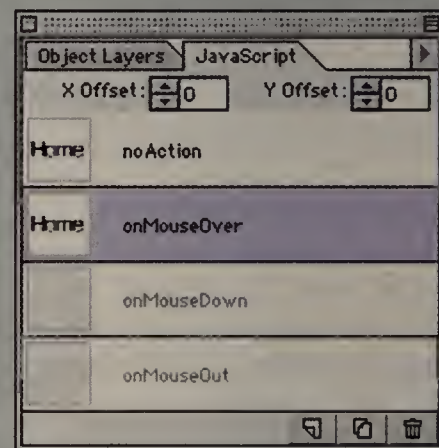 Object Layers JavaScript
X Offset: 0 Y Offset: 0
Home noAction
Home onMouseOver
onMouseDown
onMouseOut